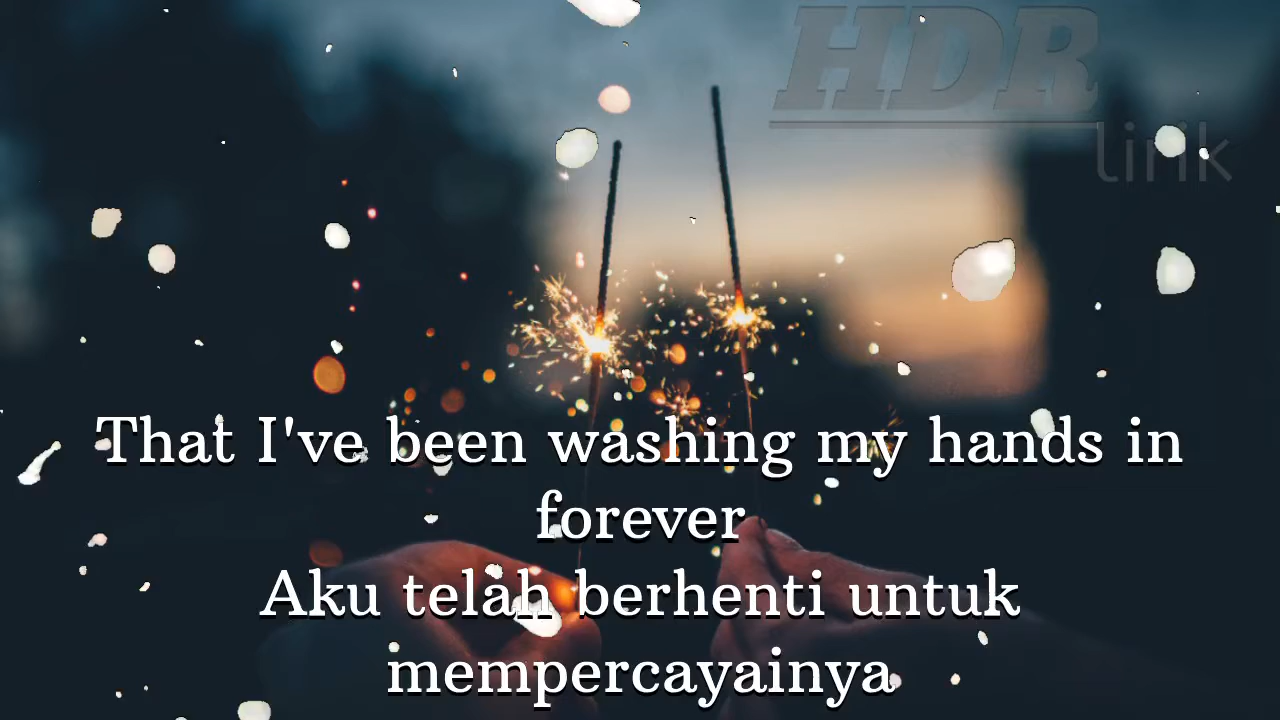 HDR
lirik
That I've been washing my hands in
forever
Aku telah berhenti untuk
mempercayainya